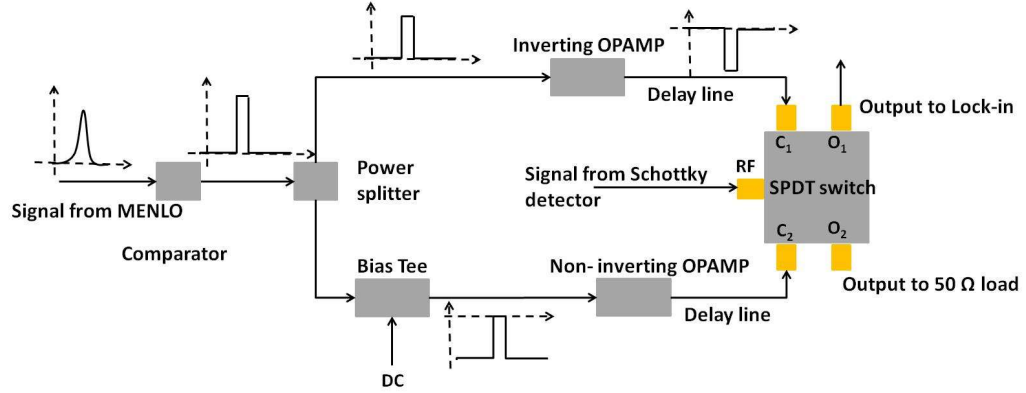 Inverting OPAMP
Delay line
Output to Lock-in
C1
O1
Power
splitter
Signal from Schottky
detector
RF
SPDT switch
Signal from MENLO
Comparator
C2
O2
Bias Tee
Non- inverting OPAMP
Output to 50 Ω load
Delay line
DC